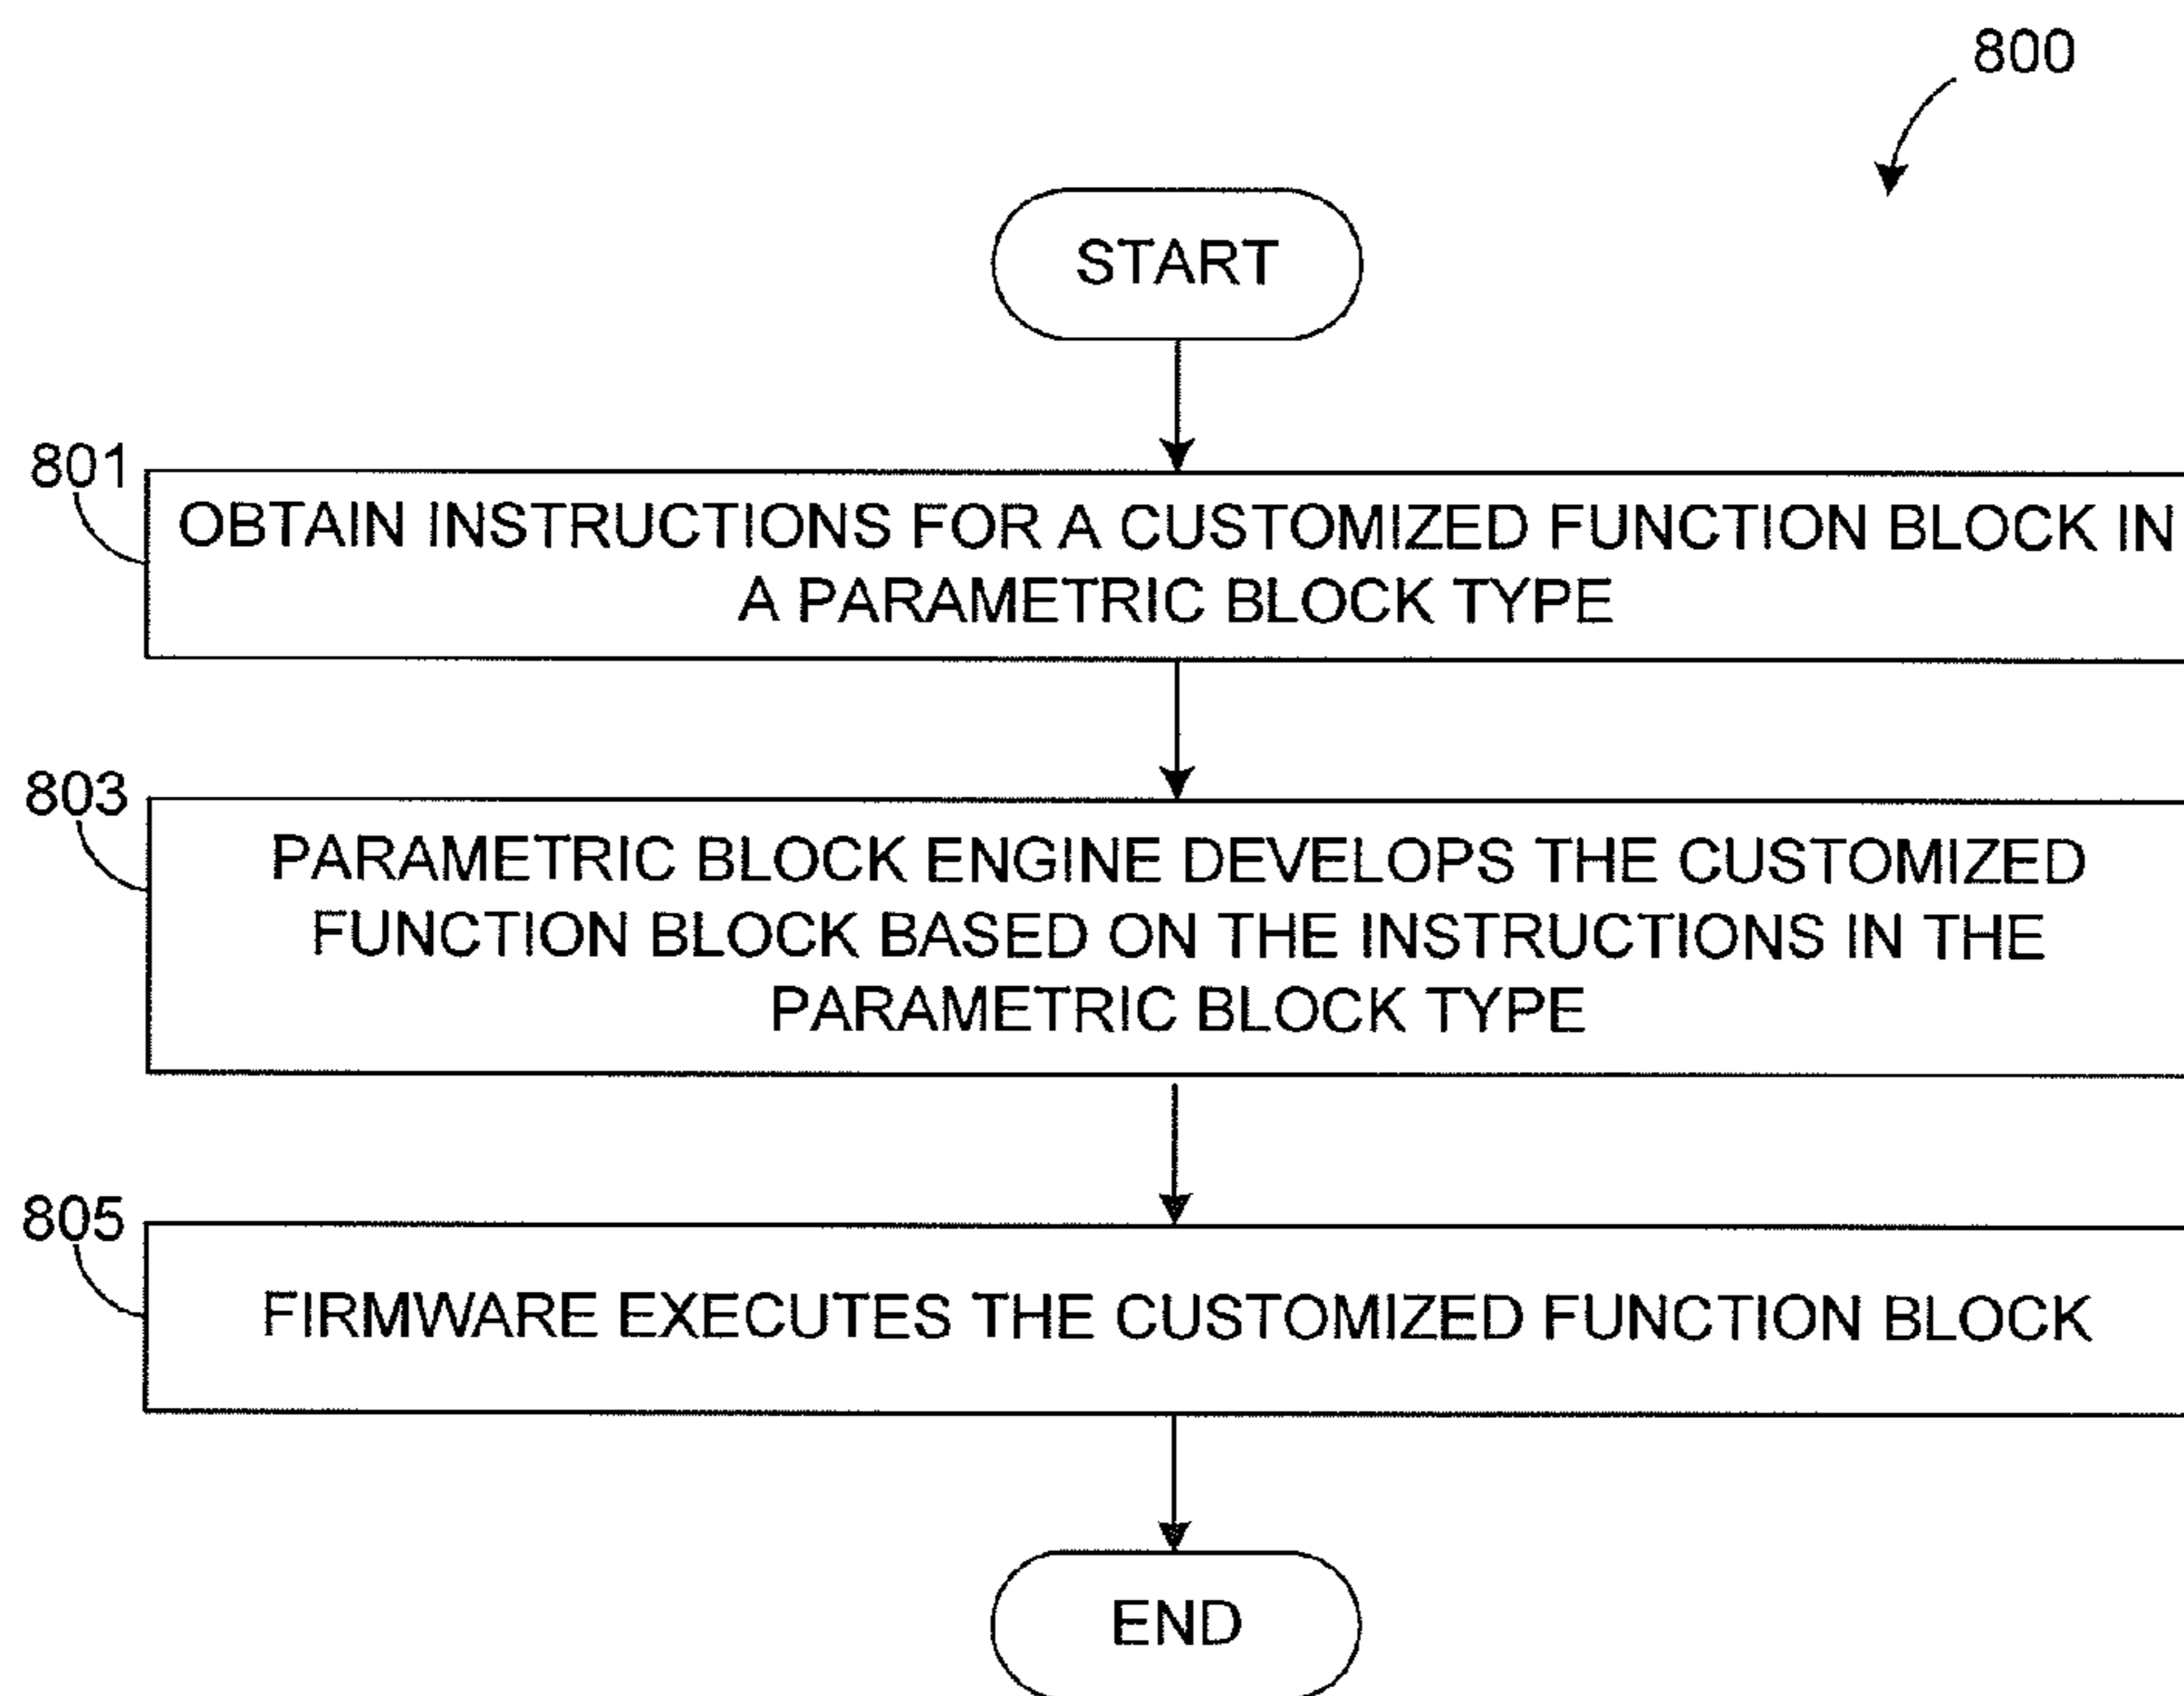 800
START
801
OBTAIN INSTRUCTIONS FOR A CUSTOMIZED FUNCTION BLOCK IN
A PARAMETRIC BLOCK TYPE
803
PARAMETRIC BLOCK ENGINE DEVELOPS THE CUSTOMIZED
FUNCTION BLOCK BASED ON THE INSTRUCTIONS IN THE
PARAMETRIC BLOCK TYPE
805
FIRMWARE EXECUTES THE CUSTOMIZED FUNCTION BLOCK
END